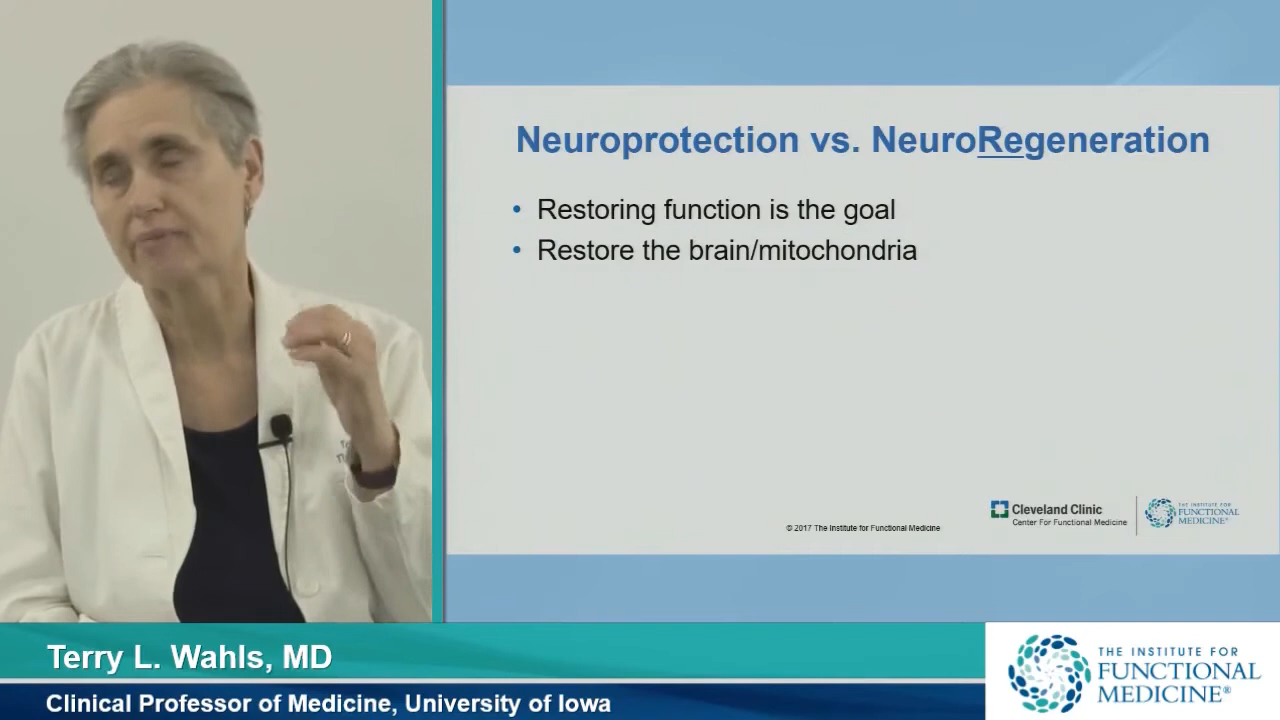 Neuroprotection vs. NeuroRegeneration
• Restoring function is the goal
• Restore the brain/mitochondria
© 2017 The Institute for Functional Medicine
Cleveland Clinic
Center For Functional Medicine
THE INSTITUTE FOR
FUNCTIONAL
MEDICINE®
Terry L. Wahls, MD
Clinical Professor of Medicine, University of Iowa
THE INSTITUTE FOR
FUNCTIONAL
MEDICINE®